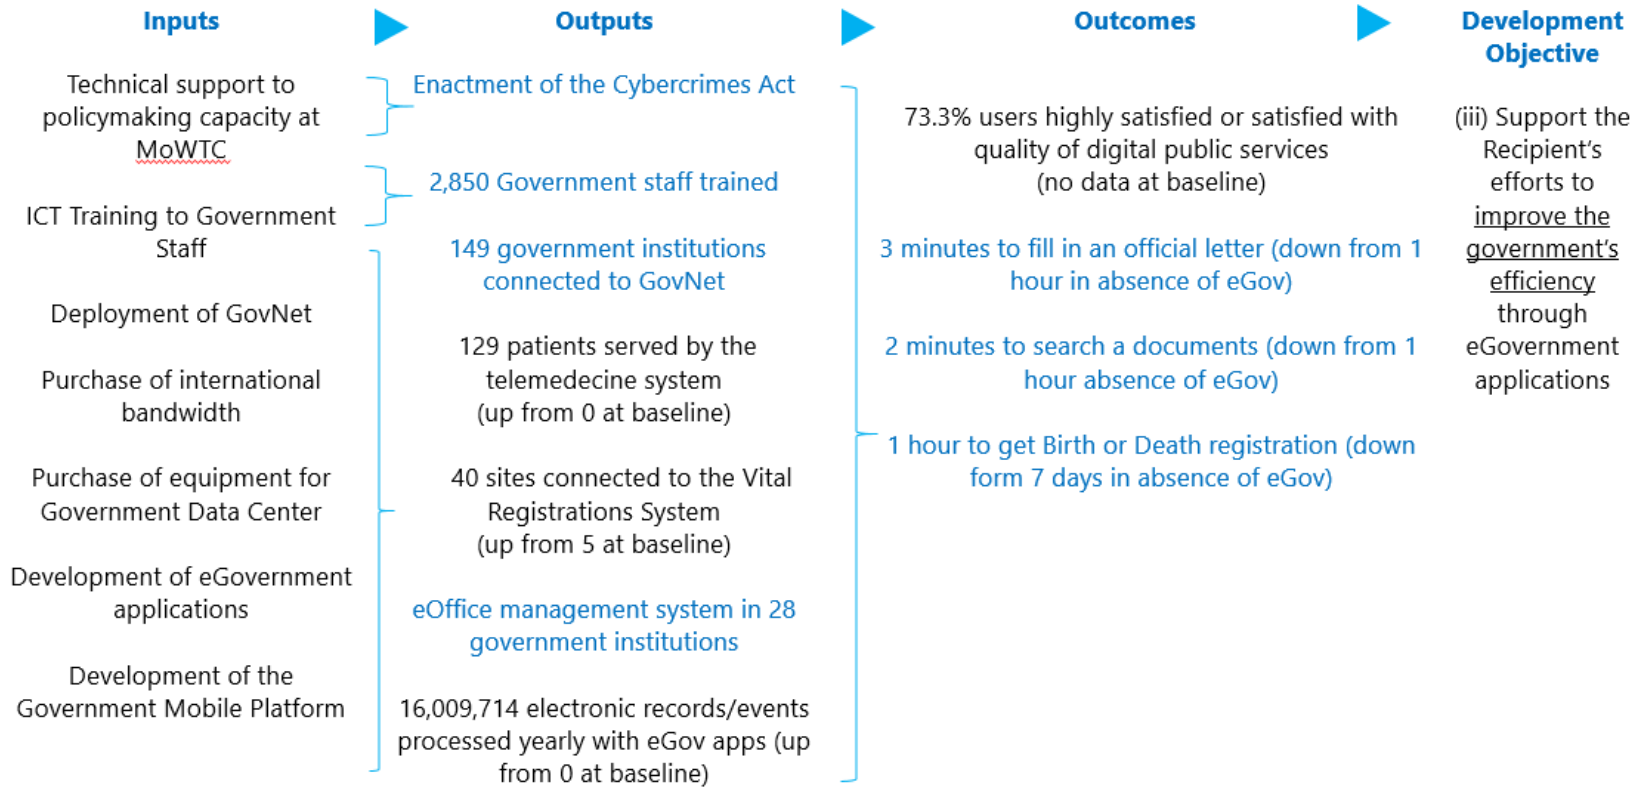 Inputs
Outputs
Outcomes
Development
Objective
Technical support to
policymaking capacity at
MoWTC
ICT Training to Government
Staff
Deployment of GovNet
Purchase of international
bandwidth
Purchase of equipment for
Government Data Center
Development of eGovernment
applications
Development of the
Government Mobile Platform
Enactment of the Cybercrimes Act
2,850 Government staff trained
149 government institutions
connected to GovNet
129 patients served by the
telemedecine system
(up from 0 at baseline)
40 sites connected to the Vital
Registrations System
(up from 5 at baseline)
eOffice management system in 28
government institutions
16,009,714 electronic records/events
processed yearly with eGov apps (up
from 0 at baseline)
73.3% users highly satisfied or satisfied with
quality of digital public services
(no data at baseline)
3 minutes to fill in an official letter (down from 1
hour in absence of eGov)
2 minutes to search a documents (down from 1
hour absence of eGov)
1 hour to get Birth or Death registration (down
form 7 days in absence of eGov)
(iii) Support the
Recipient's
efforts to
improve the
government's
efficiency
through
eGovernment
applications